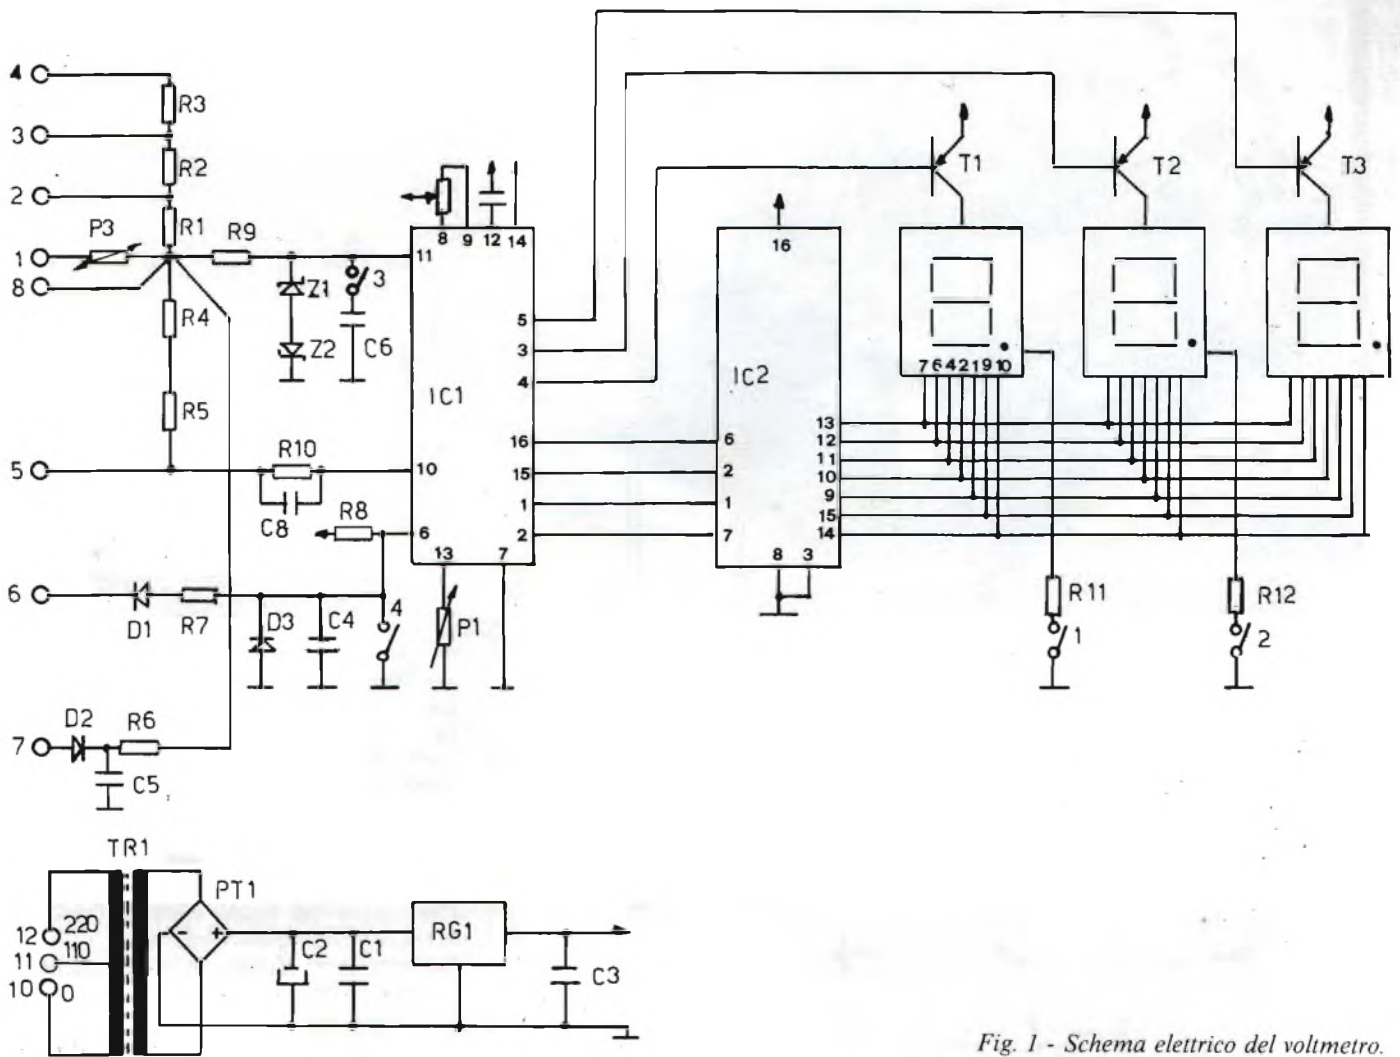 4
R3
3
R2
2
P3
R1
R9
1
8
R4
Z1
3
Z2
C6
R5
5
R10
C8
R8
6
D1
R7
D3
C4
4
P1
7
D2
R6
C5
8 9 12 14
11
5
3
4
IC1
16
15
10
1
2
6
13 7
16
IC2
6
2
1
7
13
12
11
10
9
15
14
8 3
T1
T2
T3
7 6 4 2 1 9 10
R11
1
R12
2
TR1
PT1
12 220
11 110
10 0
- +
C2
C1
RG1
C3
Fig. 1 - Schema elettrico del voltmetro.